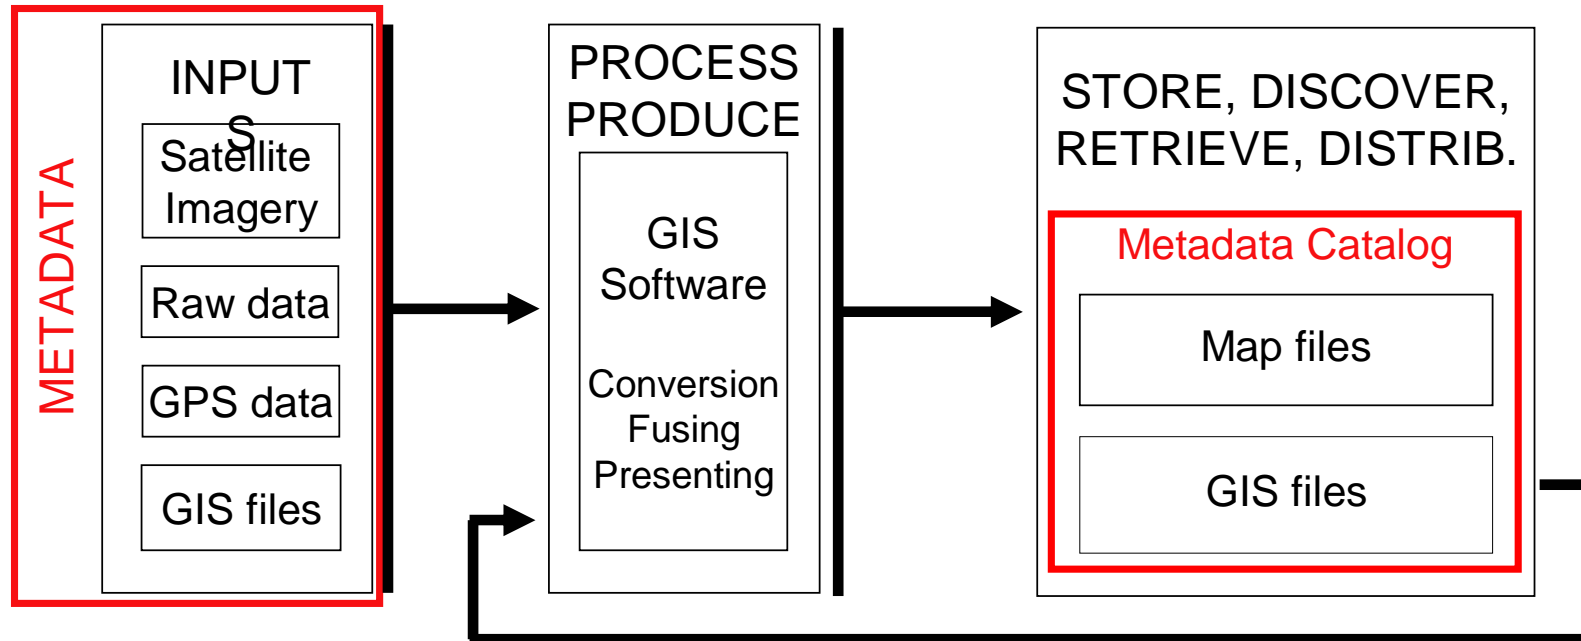 METADATA
INPUT
S
Satellite
Imagery
Raw data
GPS data
GIS files
PROCESS
PRODUCE
GIS
Software
Conversion
Fusing
Presenting
STORE, DISCOVER,
RETRIEVE, DISTRIB.
Metadata Catalog
Map files
GIS files